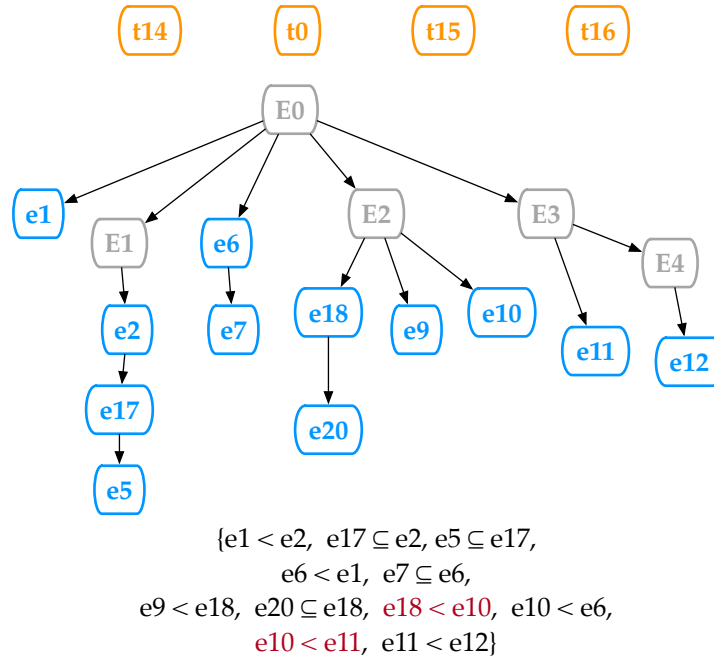 t14 t0 t15 t16
E0
e1 E1 e6 E2 E3 E4
e2 e7 e18 e9 e10 e11 e12
e17 e20
e5
{e1 < e2, e17 ⊆ e2, e5 ⊆ e17,
e6 < e1, e7 ⊆ e6,
e9 < e18, e20 ⊆ e18, e18 < e10, e10 < e6,
e10 < e11, e11 < e12}